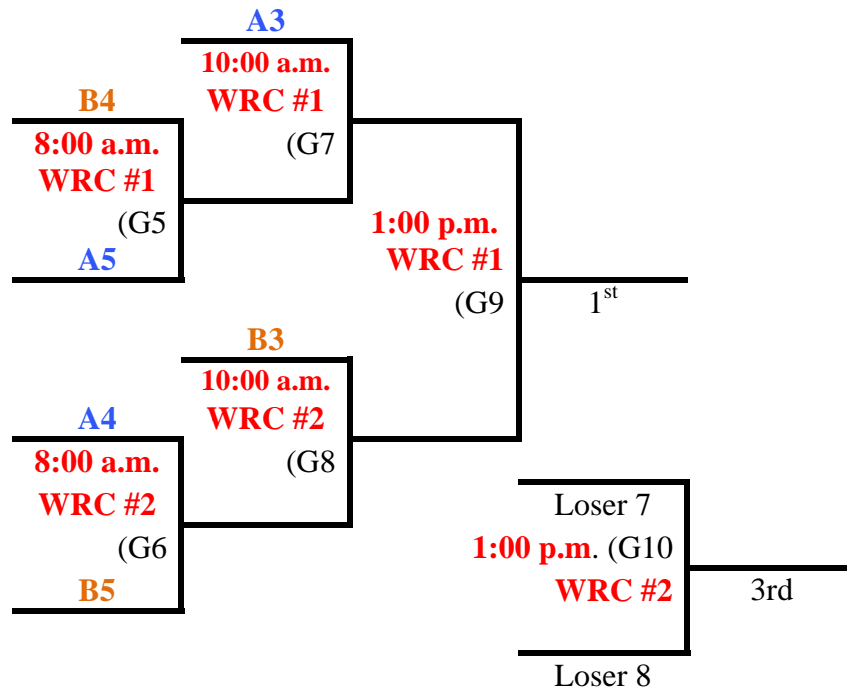 A3
10:00 a.m.
WRC #1
(G7
B4
8:00 a.m.
WRC #1
(G5
A5
1:00 p.m.
WRC #1
(G9
1st
B3
10:00 a.m.
WRC #2
(G8
A4
8:00 a.m.
WRC #2
(G6
B5
Loser 7
1:00 p.m. (G10
WRC #2
3rd
Loser 8